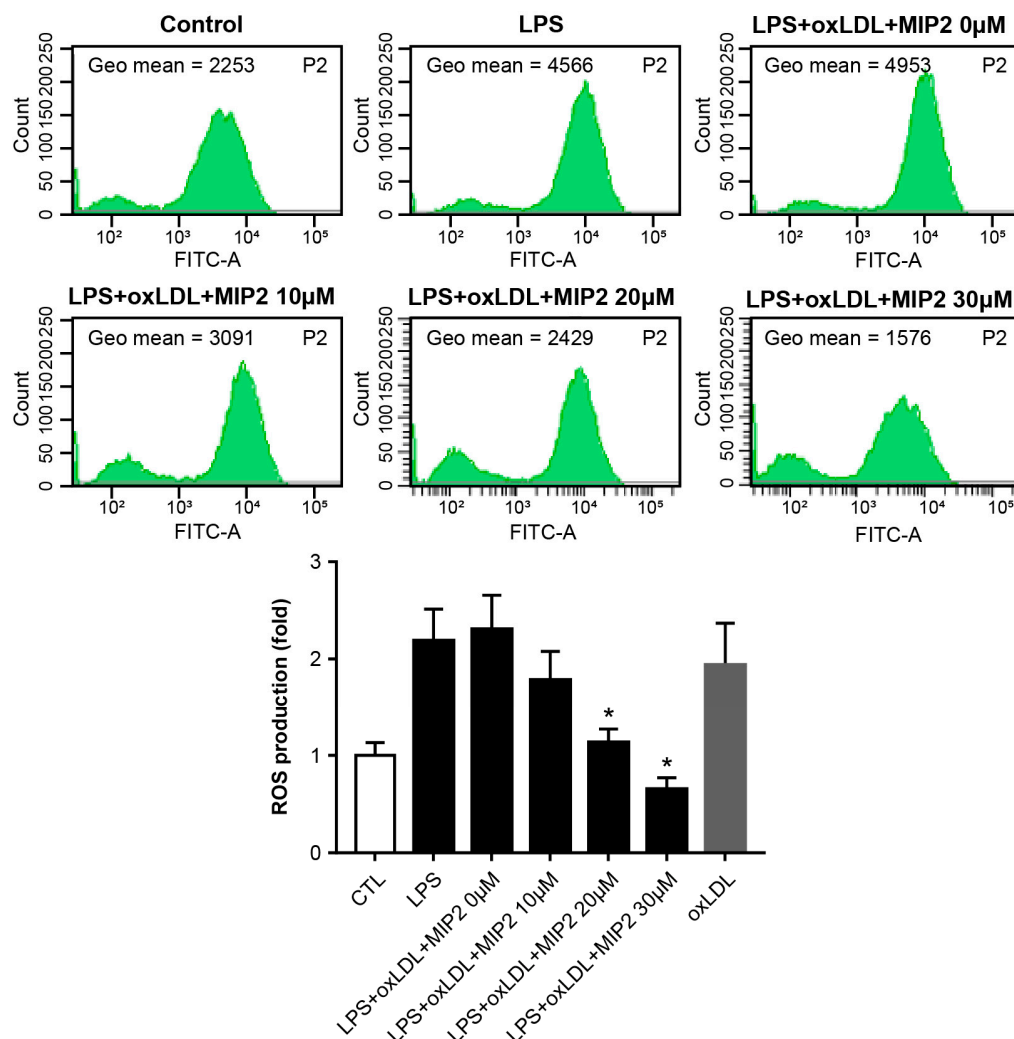 Control
LPS
LPS+oxLDL+MIP2 0µM
Geo mean = 2253 P2
Geo mean = 4566 P2
Geo mean = 4953 P2
Count
250
200
150
100
50
0
Count
250
200
150
100
50
0
Count
250
200
150
100
50
0
10² 10³ 10⁴ 10⁵
10² 10³ 10⁴ 10⁵
10² 10³ 10⁴ 10⁵
FITC-A
FITC-A
FITC-A
LPS+oxLDL+MIP2 10µM
LPS+oxLDL+MIP2 20µM
LPS+oxLDL+MIP2 30µM
Geo mean = 3091 P2
Geo mean = 2429 P2
Geo mean = 1576 P2
Count
250
200
150
100
50
0
Count
250
200
150
100
50
0
Count
250
200
150
100
50
0
10² 10³ 10⁴ 10⁵
10² 10³ 10⁴ 10⁵
10² 10³ 10⁴ 10⁵
FITC-A
FITC-A
FITC-A
ROS production (fold)
3
2
1
0
*
*
CTL
LPS
LPS+oxLDL+MIP2 0µM
LPS+oxLDL+MIP2 10µM
LPS+oxLDL+MIP2 20µM
LPS+oxLDL+MIP2 30µM
oxLDL